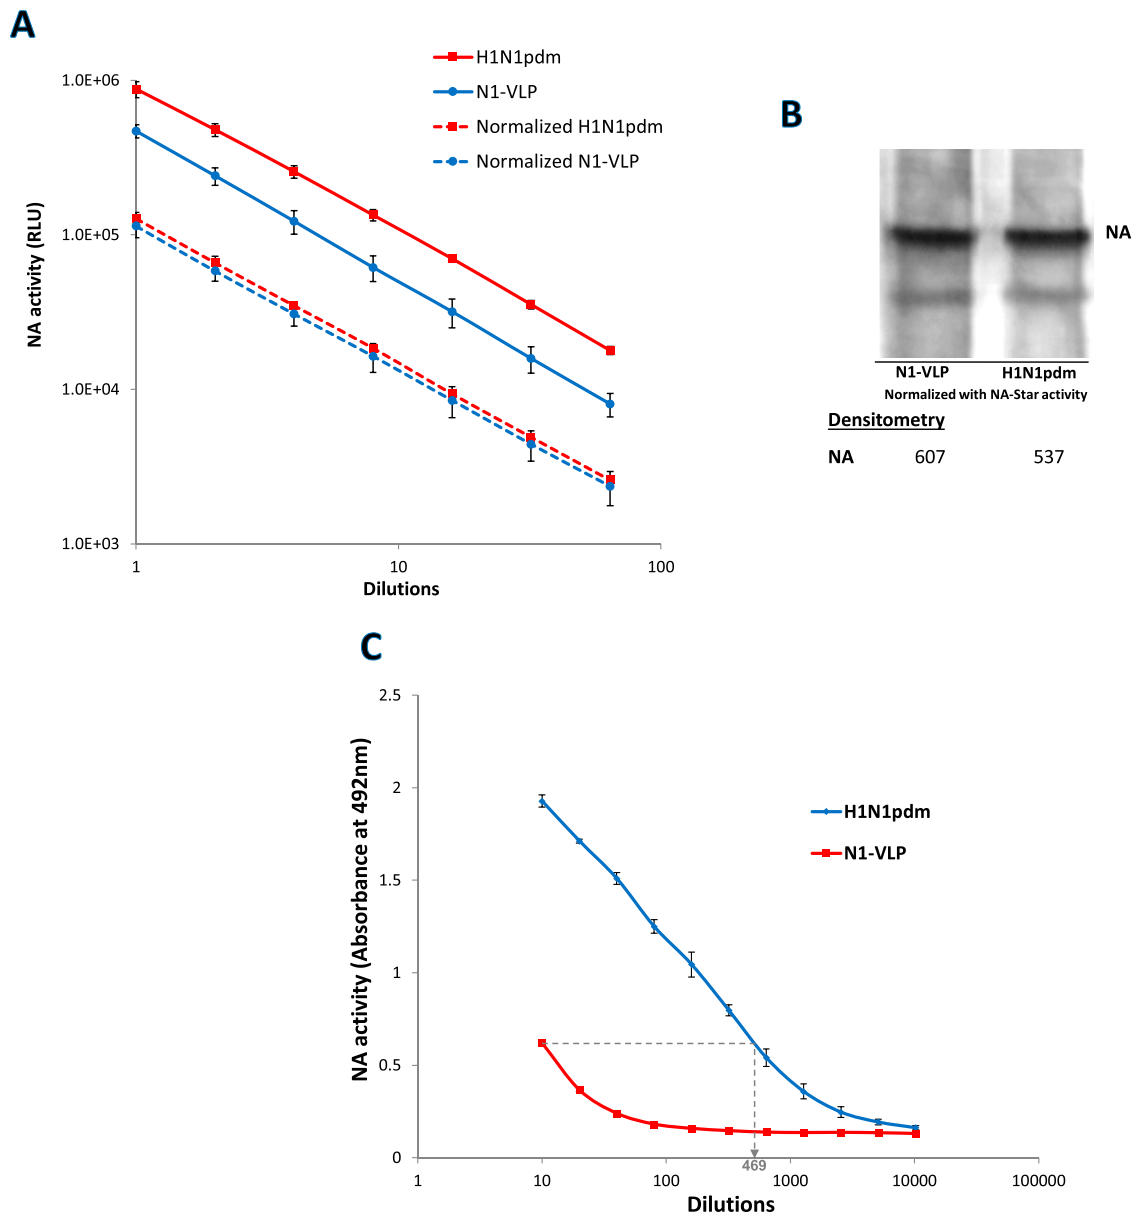 A
H1N1pdm
N1-VLP
Normalized H1N1pdm
Normalized N1-VLP
1.0E+06
1.0E+05
1.0E+04
1.0E+03
NA activity (RLU)
1 10 100
Dilutions
B
NA
N1-VLP H1N1pdm
Normalized with NA-Star activity
Densitometry
NA 607 537
C
2.5
2
1.5
1
0.5
0
NA activity (Absorbance at 492nm)
H1N1pdm
N1-VLP
469
1 10 100 1000 10000 100000
Dilutions